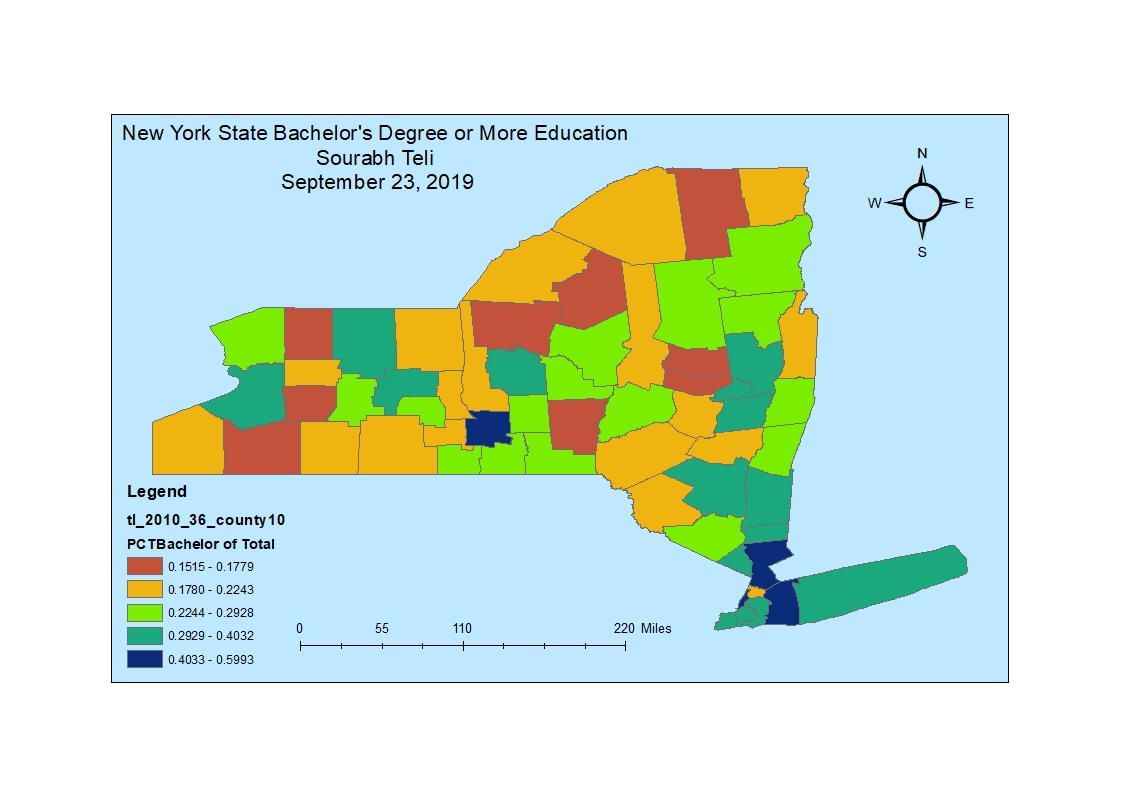 New York State Bachelor's Degree or More Education
Sourabh Teli
September 23, 2019
N
W E
S
Legend
tl_2010_36_county10
PCTBachelor of Total
0.1515 - 0.1779
0.1780 - 0.2243
0.2244 - 0.2928
0.2929 - 0.4032
0.4033 - 0.5993
0 55 110 220 Miles